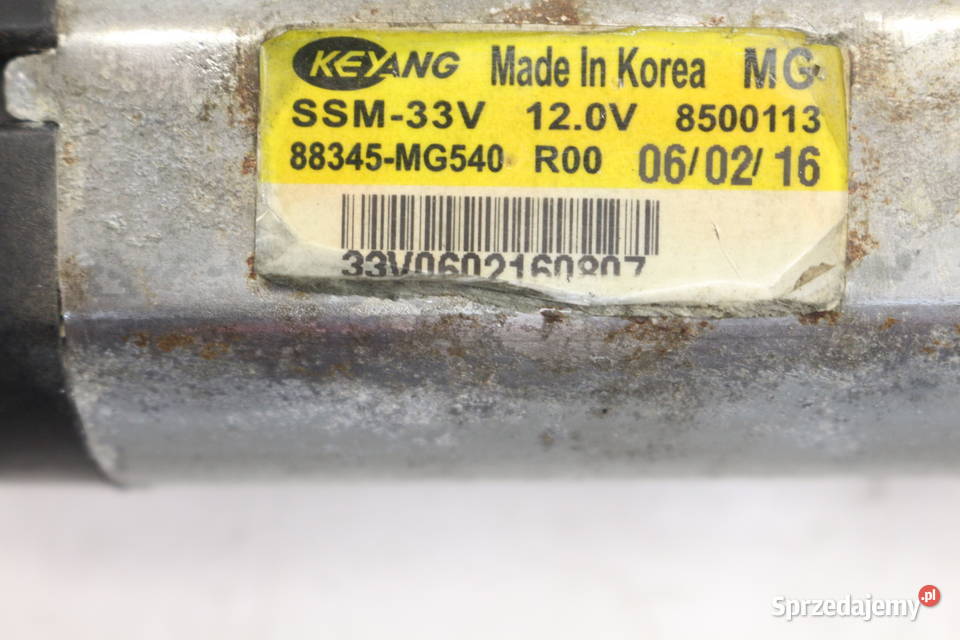 KEYANG Made In Korea MG
SSM-33V 12.0V 8500113
88345-MG540 R00 06/02/16
33V0602160807
Sprzedajemy.pl